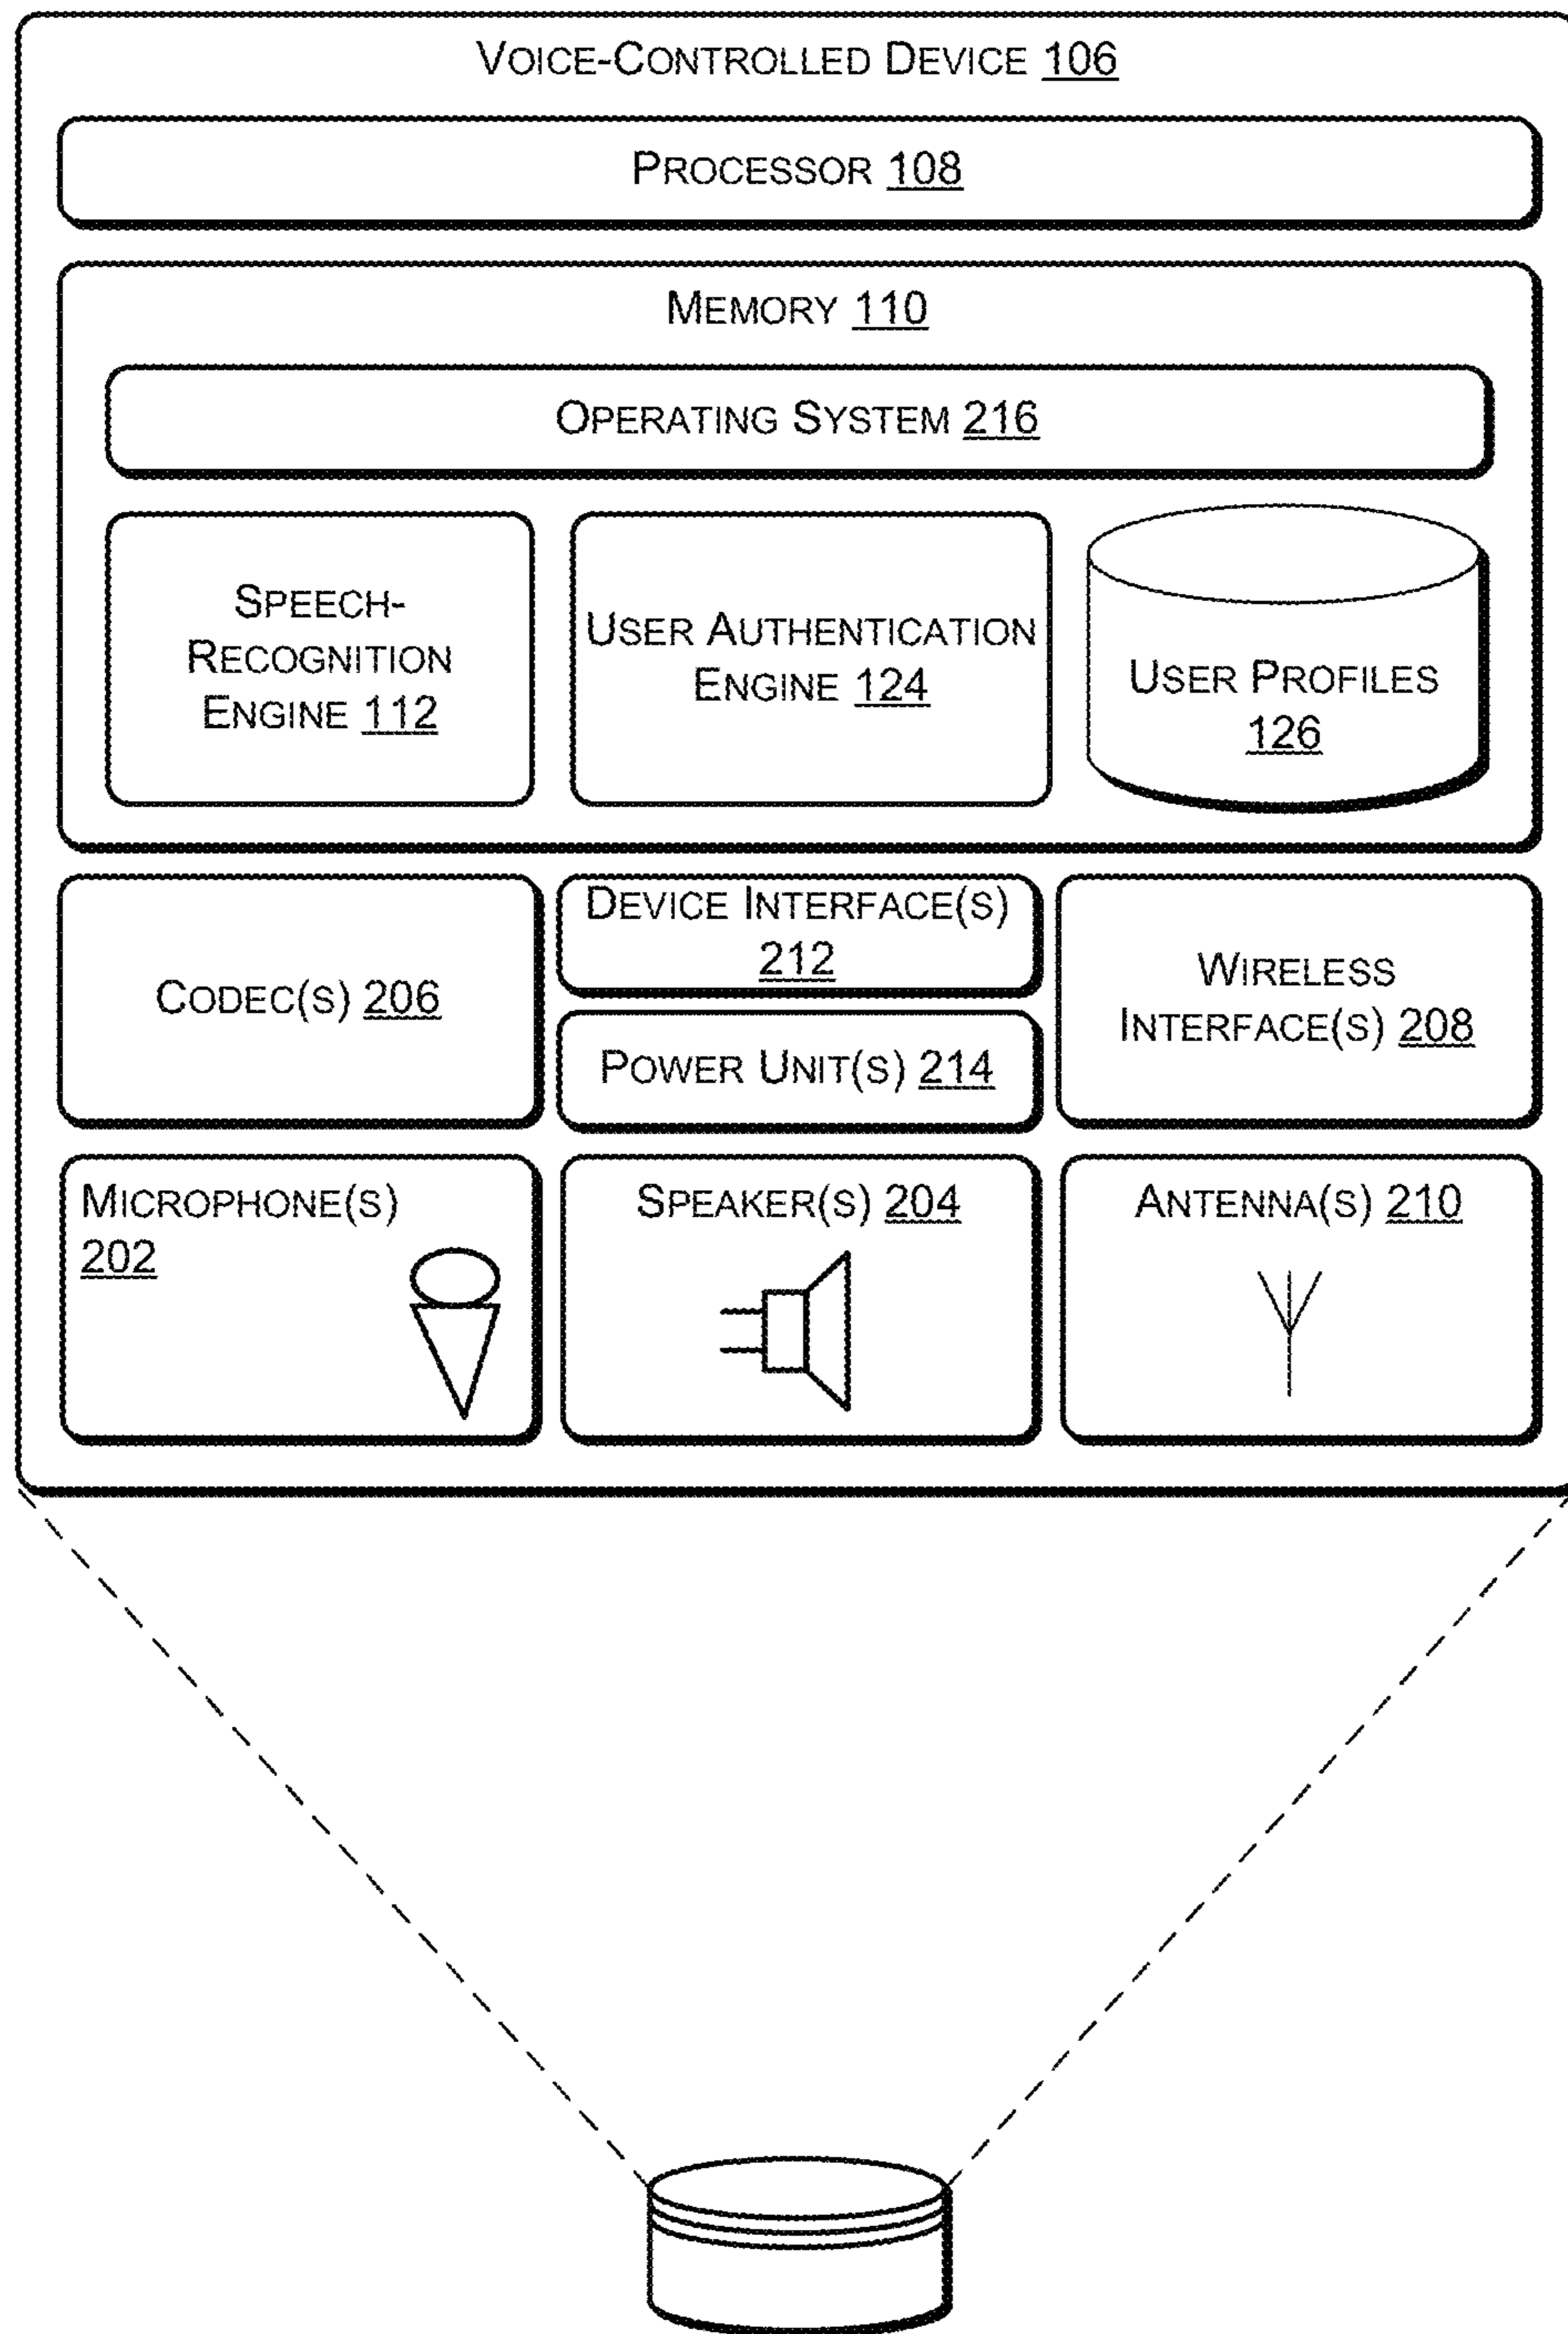 VOICE-CONTROLLED DEVICE 106
PROCESSOR 108
MEMORY 110
OPERATING SYSTEM 216
SPEECH-
RECOGNITION
ENGINE 112
USER AUTHENTICATION
ENGINE 124
USER PROFILES
126
CODEC(S) 206
DEVICE INTERFACE(S)
212
POWER UNIT(S) 214
WIRELESS
INTERFACE(S) 208
MICROPHONE(S)
202
SPEAKER(S) 204
ANTENNA(S) 210